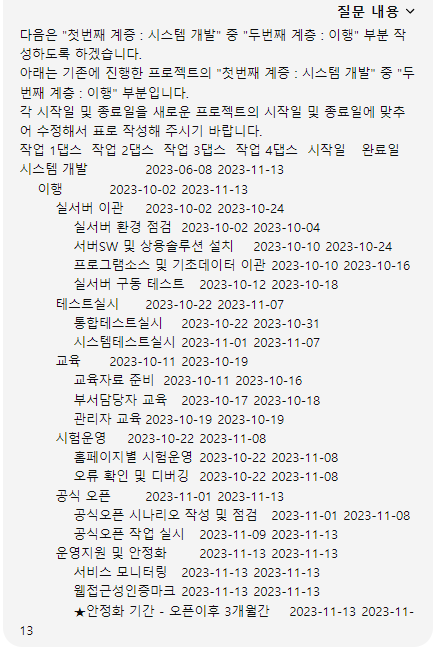 질문 내용
다음은 "첫번째 계증 : 시스템 개발" 중 "두번째 계층 : 이행" 부분 작
성하도록 하겠습니다.
아래는 기존에 진행한 프로젝트의 "첫번째 계증 : 시스템 개발" 중 "두
번째 계층 : 이행" 부분입니다.
각 시작일 및 종료일을 새로운 프로젝트의 시작일 및 종료일에 맞추
어 수정해서 표로 작성해 주시기 바랍니다.
작업 1댑스 작업 2댑스 작업 3댑스 작업 4댑스 시작일 완료일
시스템 개발 2023-06-08 2023-11-13
이행 2023-10-02 2023-11-13
실서버 이관 2023-10-02 2023-10-24
실서버 환경 점검 2023-10-02 2023-10-04
서버SW 및 상용솔루션 설치 2023-10-10 2023-10-24
프로그램소스 및 기초데이터 이관 2023-10-10 2023-10-16
실서버 구동 테스트 2023-10-12 2023-10-18
테스트실시 2023-10-22 2023-11-07
통합테스트실시 2023-10-22 2023-10-31
시스템테스트실시 2023-11-01 2023-11-07
교육 2023-10-11 2023-10-19
교육자료 준비 2023-10-11 2023-10-16
부서담당자 교육 2023-10-17 2023-10-18
관리자 교육 2023-10-19 2023-10-19
시험운영 2023-10-22 2023-11-08
홈페이지별 시험운영 2023-10-22 2023-11-08
오류 확인 및 디버깅 2023-10-22 2023-11-08
공식 오픈 2023-11-01 2023-11-13
공식오픈 시나리오 작성 및 점검 2023-11-01 2023-11-08
공식오픈 작업 실시 2023-11-09 2023-11-13
운영지원 및 안정화 2023-11-13 2023-11-13
서비스 모니터링 2023-11-13 2023-11-13
웹접근성인증마크 2023-11-13 2023-11-13
★안정화 기간 - 오픈이후 3개월간 2023-11-13 2023-11-
13